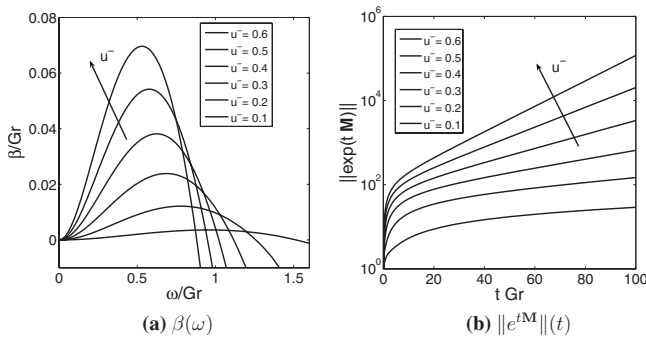 0.08
0.06
0.04
0.02
0
β/Gr
u⁻
u⁻= 0.6
u⁻= 0.5
u⁻= 0.4
u⁻= 0.3
u⁻= 0.2
u⁻= 0.1
0 0.5 1 1.5
ω/Gr
(a) β(ω)
10⁶
10⁴
10²
10⁰
||exp(t M)||
u⁻= 0.6
u⁻= 0.5
u⁻= 0.4
u⁻= 0.3
u⁻= 0.2
u⁻= 0.1
u⁻
0 20 40 60 80 100
t Gr
(b) ‖e^{tM}‖(t)